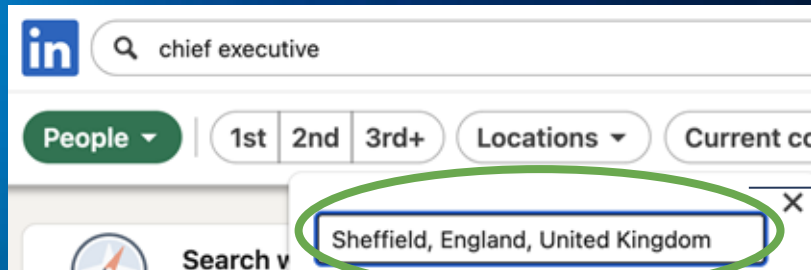 in
chief executive
People 1st 2nd 3rd+ Locations Current co
Sheffield, England, United Kingdom
Search w